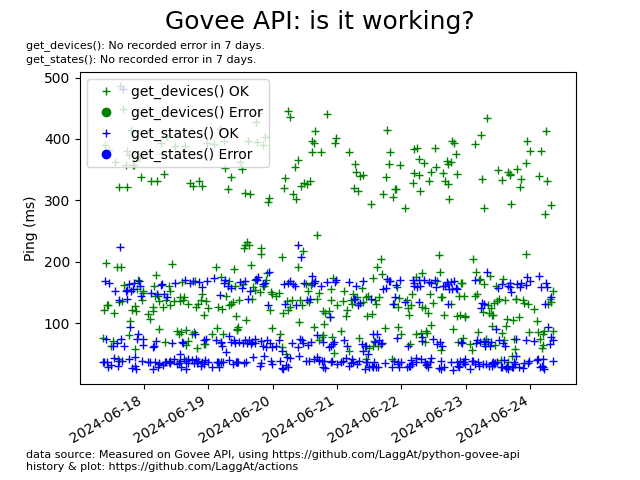 Govee API: is it working?
get_devices(): No recorded error in 7 days.
get_states(): No recorded error in 7 days.
500
400
300
200
100
Ping (ms)
get_devices() OK
get_devices() Error
get_states() OK
get_states() Error
2024-06-18
2024-06-19
2024-06-20
2024-06-21
2024-06-22
2024-06-23
2024-06-24
data source: Measured on Govee API, using https://github.com/LaggAt/python-govee-api
history & plot: https://github.com/LaggAt/actions